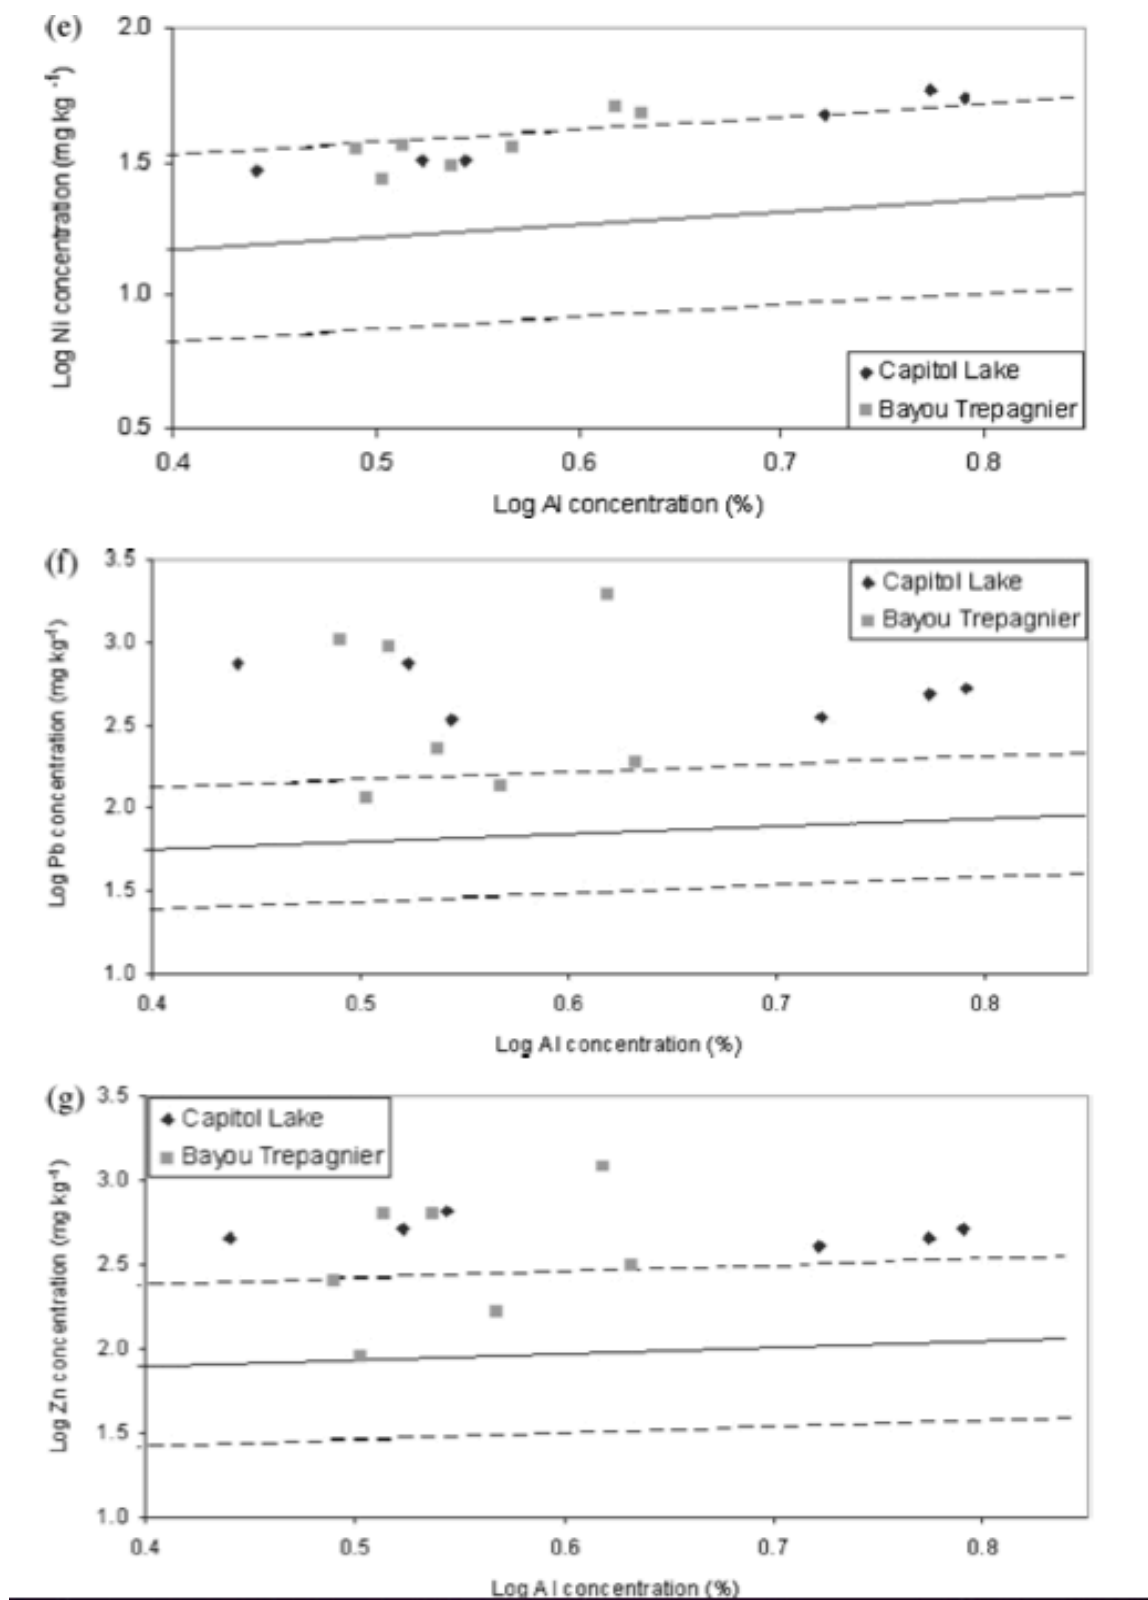 (e)
2.0
1.5
1.0
0.5
Log Ni concentration (mg kg -1)
Capitol Lake
Bayou Trepagnier
0.4 0.5 0.6 0.7 0.8
Log Al concentration (%)
(f)
3.5
3.0
2.5
2.0
1.5
1.0
Log Pb concentration (mg kg-1)
Capitol Lake
Bayou Trepagnier
0.4 0.5 0.6 0.7 0.8
Log Al concentration (%)
(g)
3.5
3.0
2.5
2.0
1.5
1.0
Log Zn concentration (mg kg-1)
Capitol Lake
Bayou Trepagnier
0.4 0.5 0.6 0.7 0.8
Log Al concentration (%)